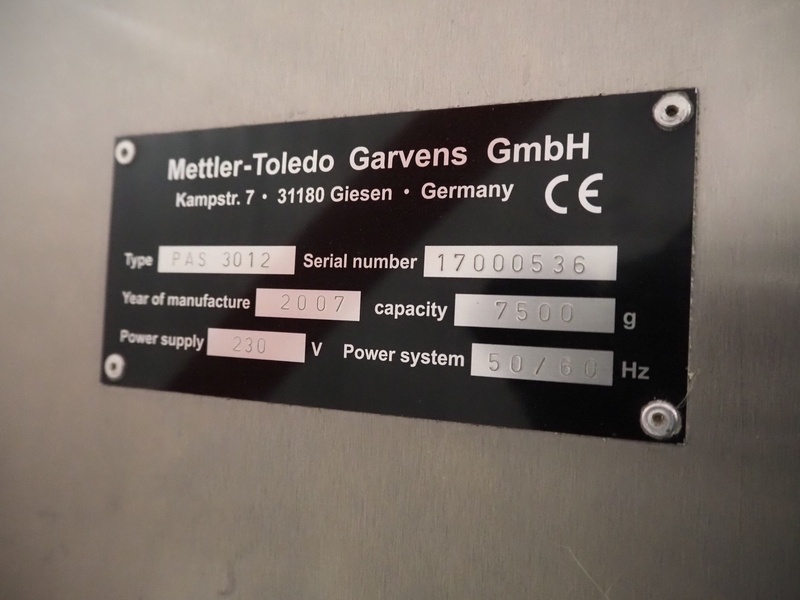 Mettler-Toledo Garvens GmbH
Kampstr. 7 · 31180 Giesen · Germany CE
Type PAS 3012 Serial number 17000536
Year of manufacture 2007 capacity 7500 g
Power supply 230 V Power system 50/60 Hz